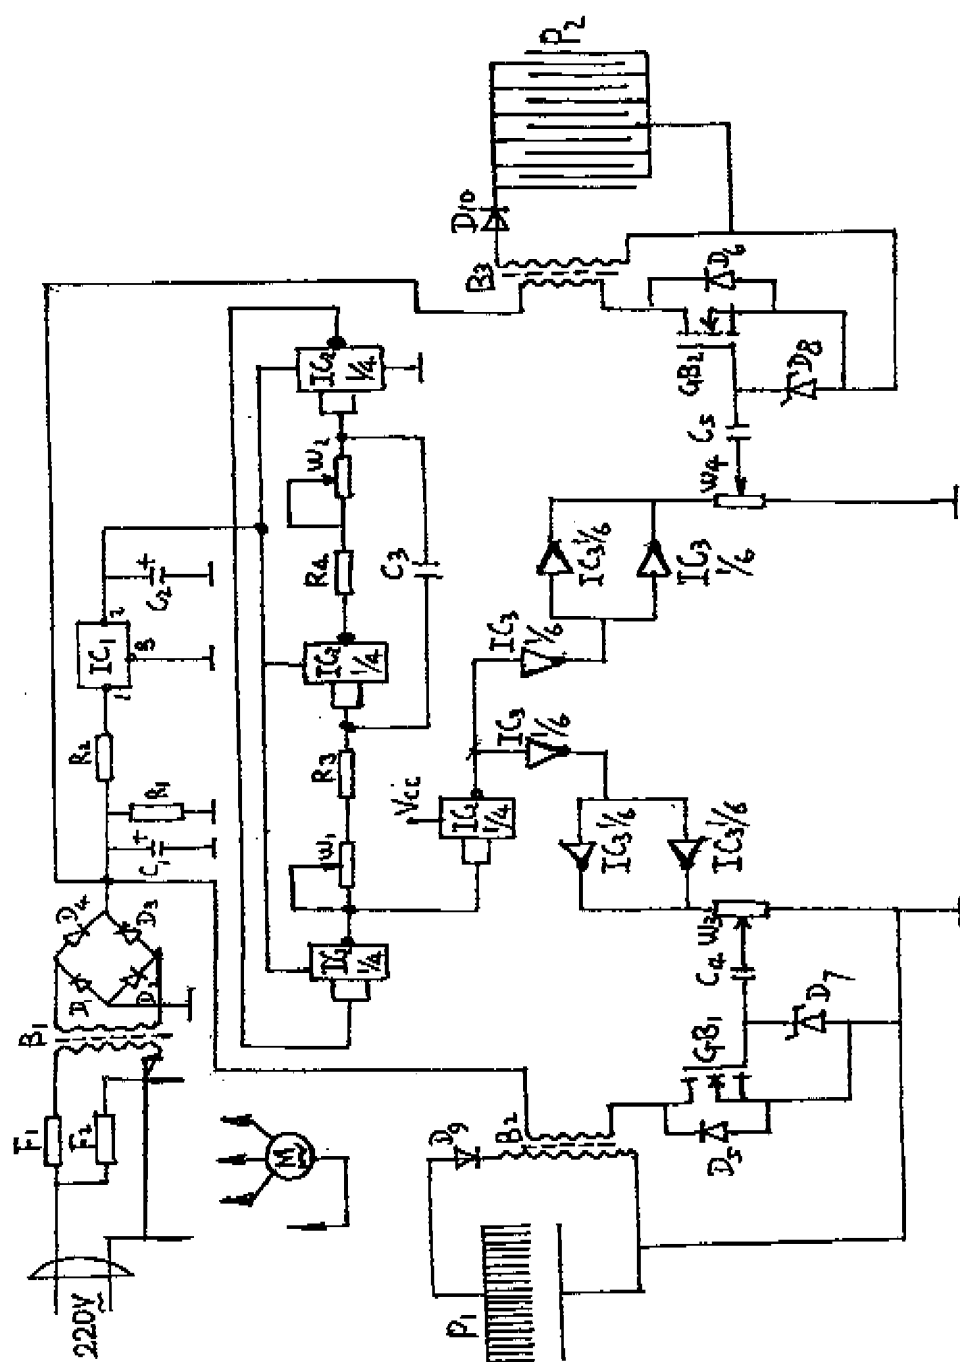 220V
~
F1
F2
B1
D1
D4
D2
D3
C1
+
R1
R2
IC1
1
2
3
C2
+
M
~
IC2
1/4
W1
R3
IC2
1/4
R4
W2
IC2
1/4
C3
Vcc
IC2
1/4
P1
D9
B2
B3
D10
P2
IC3
1/6
IC3
1/6
IC3 1/6
IC3 1/6
IC3 1/6
IC3
1/6
D5
GB1
C4
W3
D7
W4
C5
GB2
D6
D8